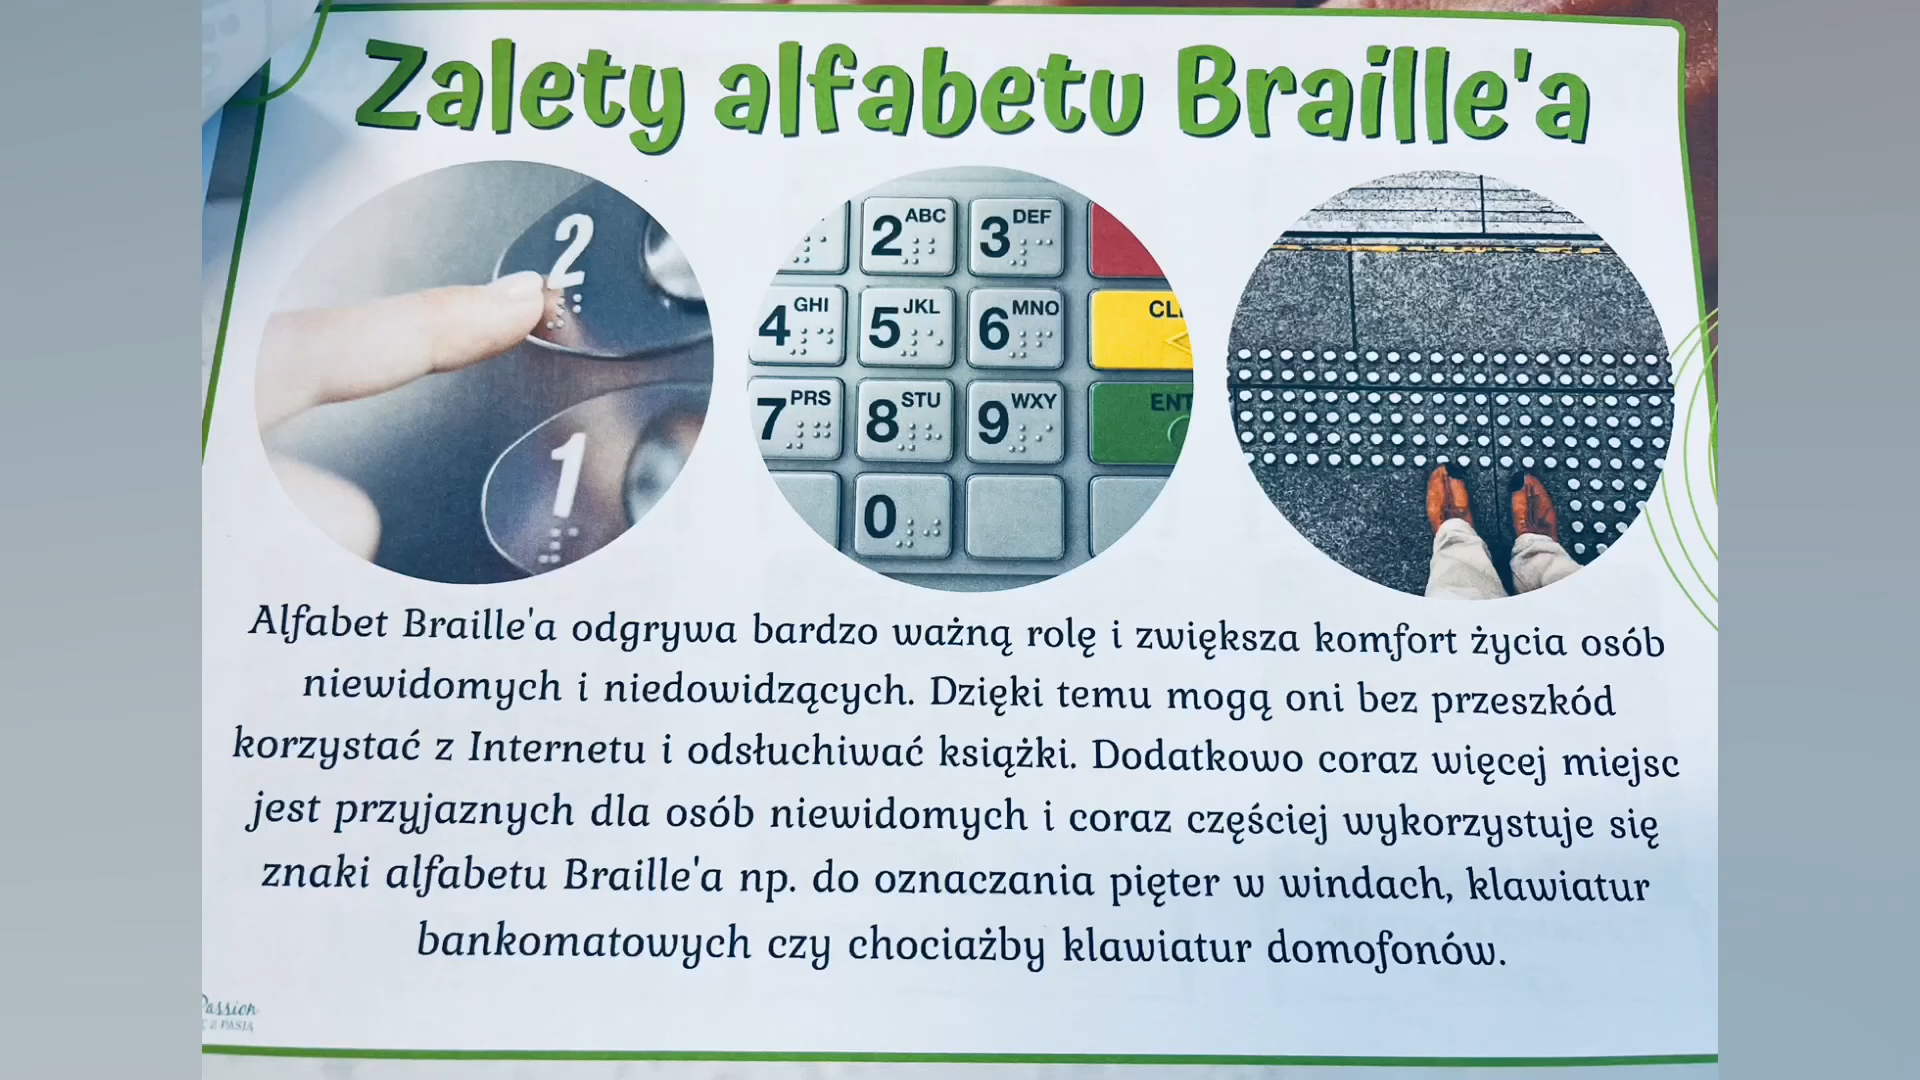 Zalety alfabetu Braille'a
2
1
2 ABC
3 DEF
4 GHI
5 JKL
6 MNO
7 PRS
8 STU
9 WXY
0
Alfabet Braille'a odgrywa bardzo ważną rolę i zwiększa komfort życia osób
niewidomych i niedowidzących. Dzięki temu mogą oni bez przeszkód
korzystać z Internetu i odsłuchiwać książki. Dodatkowo coraz więcej miejsc
jest przyjaznych dla osób niewidomych i coraz częściej wykorzystuje się
znaki alfabetu Braille'a np. do oznaczania pięter w windach, klawiatur
bankomatowych czy chociażby klawiatur domofonów.
Passion
Z PASJĄ